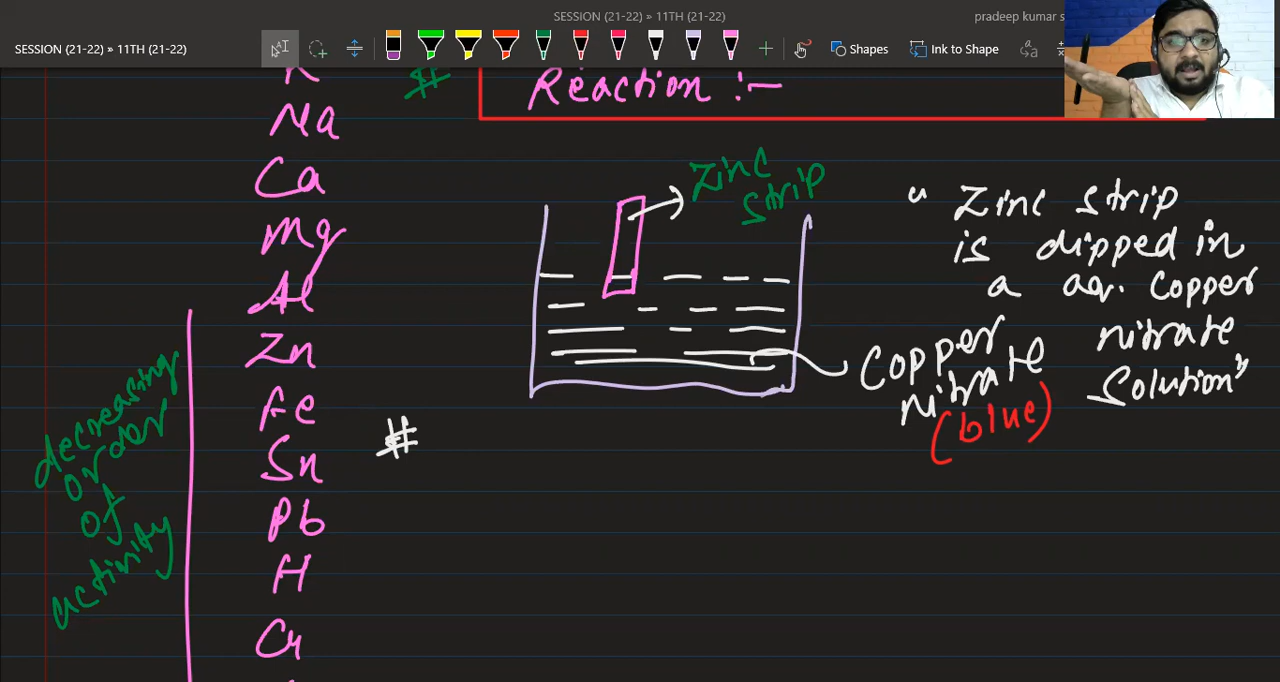 SESSION (21-22) » 11TH (21-22)
pradeep kumar s
SESSION (21-22) » 11TH (21-22)
Shapes
Ink to Shape
Reaction :-
K
Na
Ca
Mg
Al
Zn
Fe
Sn
Pb
H
Cu
decreasing
order
of
activity
#
#
Zinc
strip
Copper
nitrate
(blue)
" Zinc strip
is dipped in
a aq. Copper
nitrate
Solution"